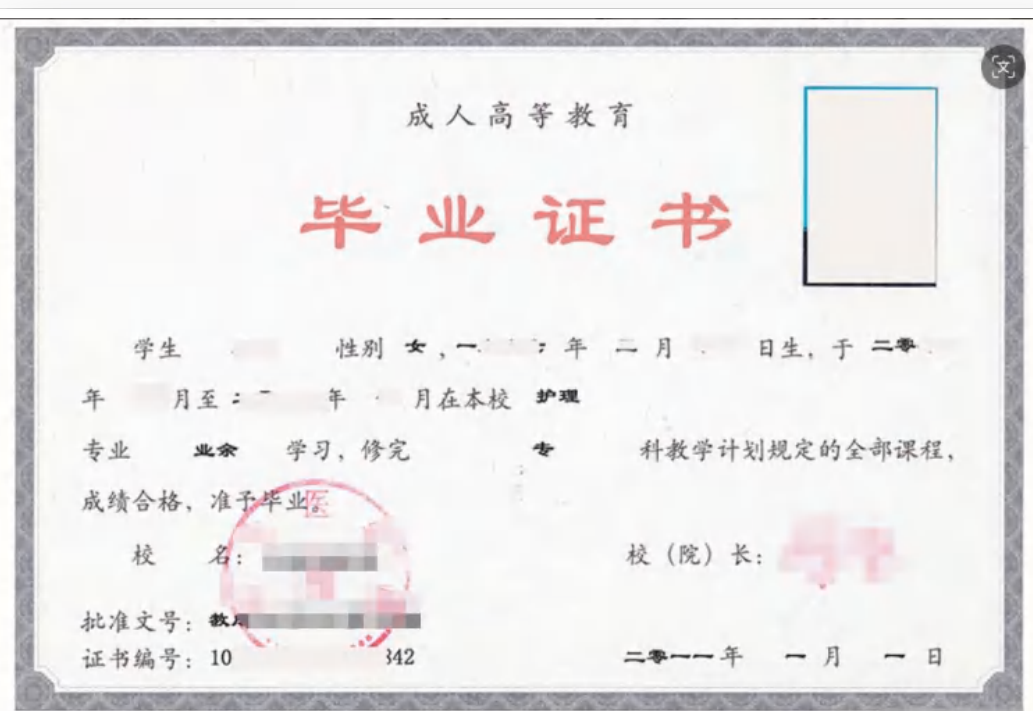 成人高等教育
毕业证书
学生 性别 女，一 年 二 月 日生，于 二零
年 月至 年 月在本校 护理
专业 业余 学习，修完 专 科教学计划规定的全部课程，
成绩合格，准予毕业。
医
校 名：
校（院）长：
批准文号：教
证书编号：10 342
二零一一年 一 月 一 日